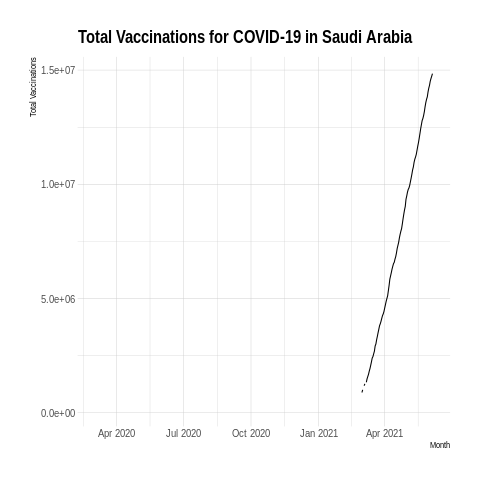 Total Vaccinations for COVID-19 in Saudi Arabia
Total Vaccinations
1.5e+07
1.0e+07
5.0e+06
0.0e+00
Apr 2020 Jul 2020 Oct 2020 Jan 2021 Apr 2021
Month